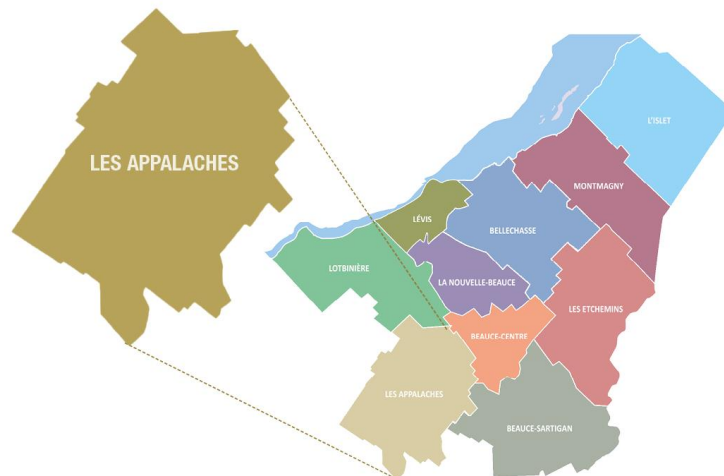 LES APPALACHES
L'ISLET
MONTMAGNY
LÉVIS
BELLECHASSE
LOTBINIÈRE
LA NOUVELLE-BEAUCE
LES ETCHEMINS
BEAUCE-CENTRE
LES APPALACHES
BEAUCE-SARTIGAN